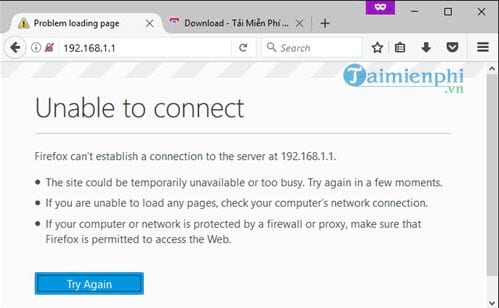 Problem loading page
Download - Tải Miễn Phí ...
192.168.1.1
Search
Taimienphi
.vn
Unable to connect
Firefox can't establish a connection to the server at 192.168.1.1.
The site could be temporarily unavailable or too busy. Try again in a few moments.
If you are unable to load any pages, check your computer's network connection.
If your computer or network is protected by a firewall or proxy, make sure that
Firefox is permitted to access the Web.
Try Again